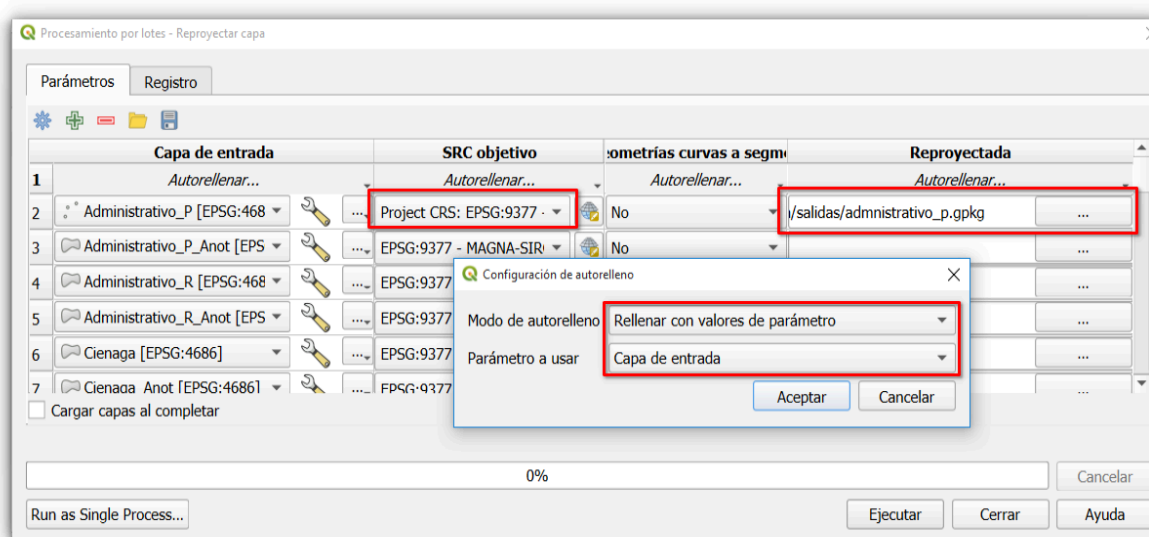 Procesamiento por lotes - Reproyectar capa
Parámetros Registro
Capa de entrada SRC objetivo :ometrías curvas a segm Reproyectada
1 Autorellenar... Autorellenar... Autorellenar... Autorellenar...
2 Administrativo_P [EPSG:468 ... Project CRS: EPSG:9377 - No i/salidas/admnistrativo_p.gpkg ...
3 Administrativo_P_Anot [EPS ... EPSG:9377 - MAGNA-SIR No ...
4 Administrativo_R [EPSG:468 ... EPSG:9377 ...
5 Administrativo_R_Anot [EPS ... EPSG:9377 ...
6 Cienaga [EPSG:4686] ... EPSG:9377 ...
7 Cienaga_Anot [EPSG:4686] ... EPSG:9377 ...
Configuración de autorelleno
Modo de autorelleno Rellenar con valores de parámetro
Parámetro a usar Capa de entrada
Aceptar Cancelar
Cargar capas al completar
0% Cancelar
Run as Single Process... Ejecutar Cerrar Ayuda